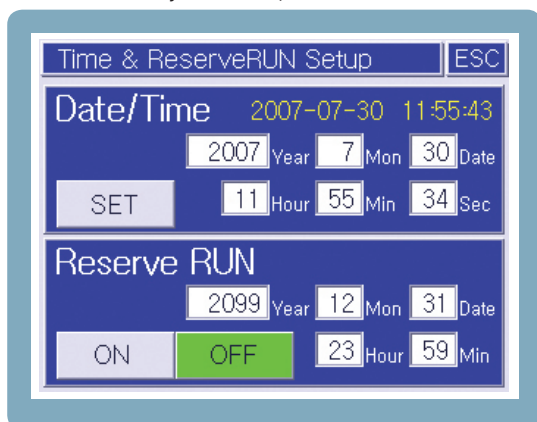 Time & ReserveRUN Setup ESC
Date/Time 2007-07-30 11:55:43
2007 Year 7 Mon 30 Date
SET 11 Hour 55 Min 34 Sec
Reserve RUN
2099 Year 12 Mon 31 Date
ON OFF 23 Hour 59 Min